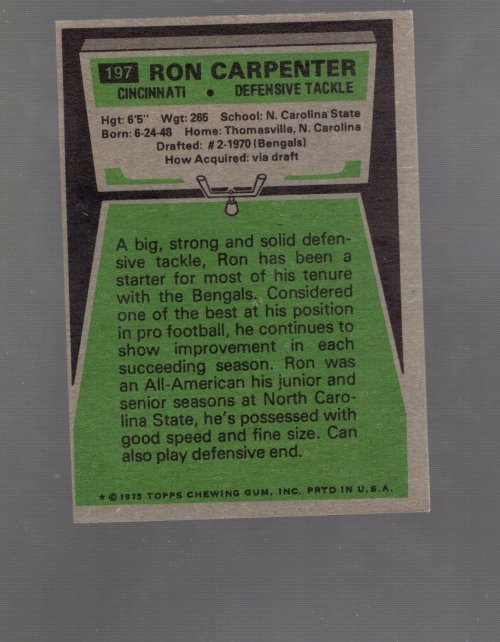 197 RON CARPENTER
CINCINNATI • DEFENSIVE TACKLE
Hgt: 6'5" Wgt: 265 School: N. Carolina State
Born: 6-24-48 Home: Thomasville, N. Carolina
Drafted: #2-1970 (Bengals)
How Acquired: via draft
A big, strong and solid defen-
sive tackle, Ron has been a
starter for most of his tenure
with the Bengals. Considered
one of the best at his position
in pro football, he continues to
show improvement in each
succeeding season. Ron was
an All-American his junior and
senior seasons at North Caro-
lina State, he's possessed with
good speed and fine size. Can
also play defensive end.
★ © 1975 TOPPS CHEWING GUM, INC. PRTD IN U.S.A.